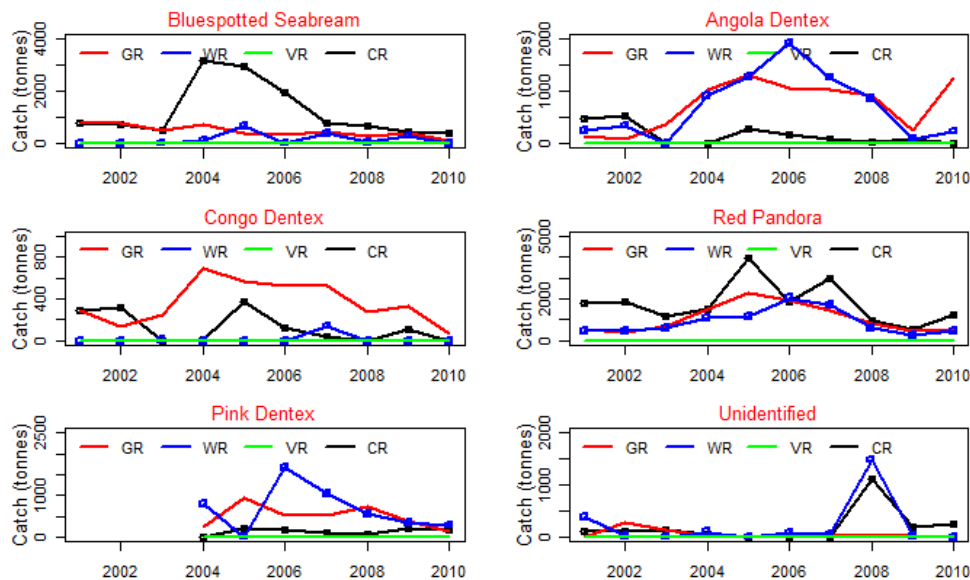 Bluespotted Seabream
Catch (tonnes)
0 2000 4000
GR WR VR CR
2002 2004 2006 2008 2010
Angola Dentex
Catch (tonnes)
0 1000 2000
GR WR VR CR
2002 2004 2006 2008 2010
Congo Dentex
Catch (tonnes)
0 400 800
GR WR VR CR
2002 2004 2006 2008 2010
Red Pandora
Catch (tonnes)
0 2000 5000
GR WR VR CR
2002 2004 2006 2008 2010
Pink Dentex
Catch (tonnes)
0 1000 2500
GR WR VR CR
2002 2004 2006 2008 2010
Unidentified
Catch (tonnes)
0 1000 2000
GR WR VR CR
2002 2004 2006 2008 2010